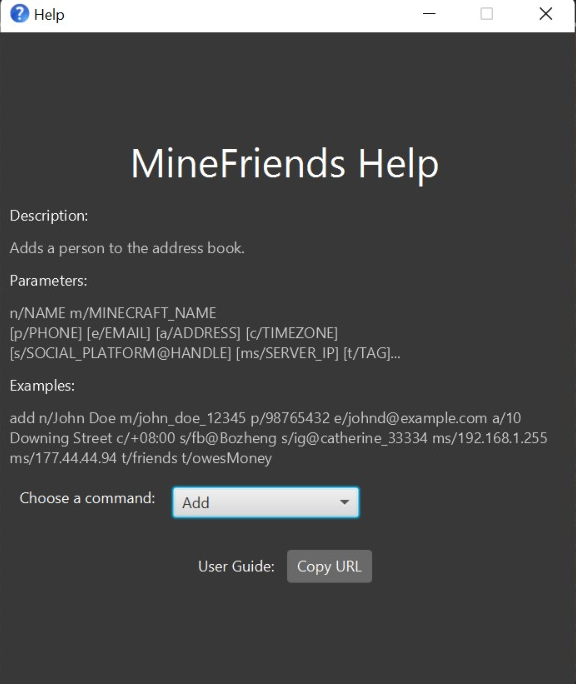 Help
MineFriends Help
Description:
Adds a person to the address book.
Parameters:
n/NAME m/MINECRAFT_NAME
[p/PHONE] [e/EMAIL] [a/ADDRESS] [c/TIMEZONE]
[s/SOCIAL_PLATFORM@HANDLE] [ms/SERVER_IP] [t/TAG]...
Examples:
add n/John Doe m/john_doe_12345 p/98765432 e/johnd@example.com a/10
Downing Street c/+08:00 s/fb@Bozheng s/ig@catherine_33334 ms/192.168.1.255
ms/177.44.44.94 t/friends t/owesMoney
Choose a command: Add
User Guide: Copy URL